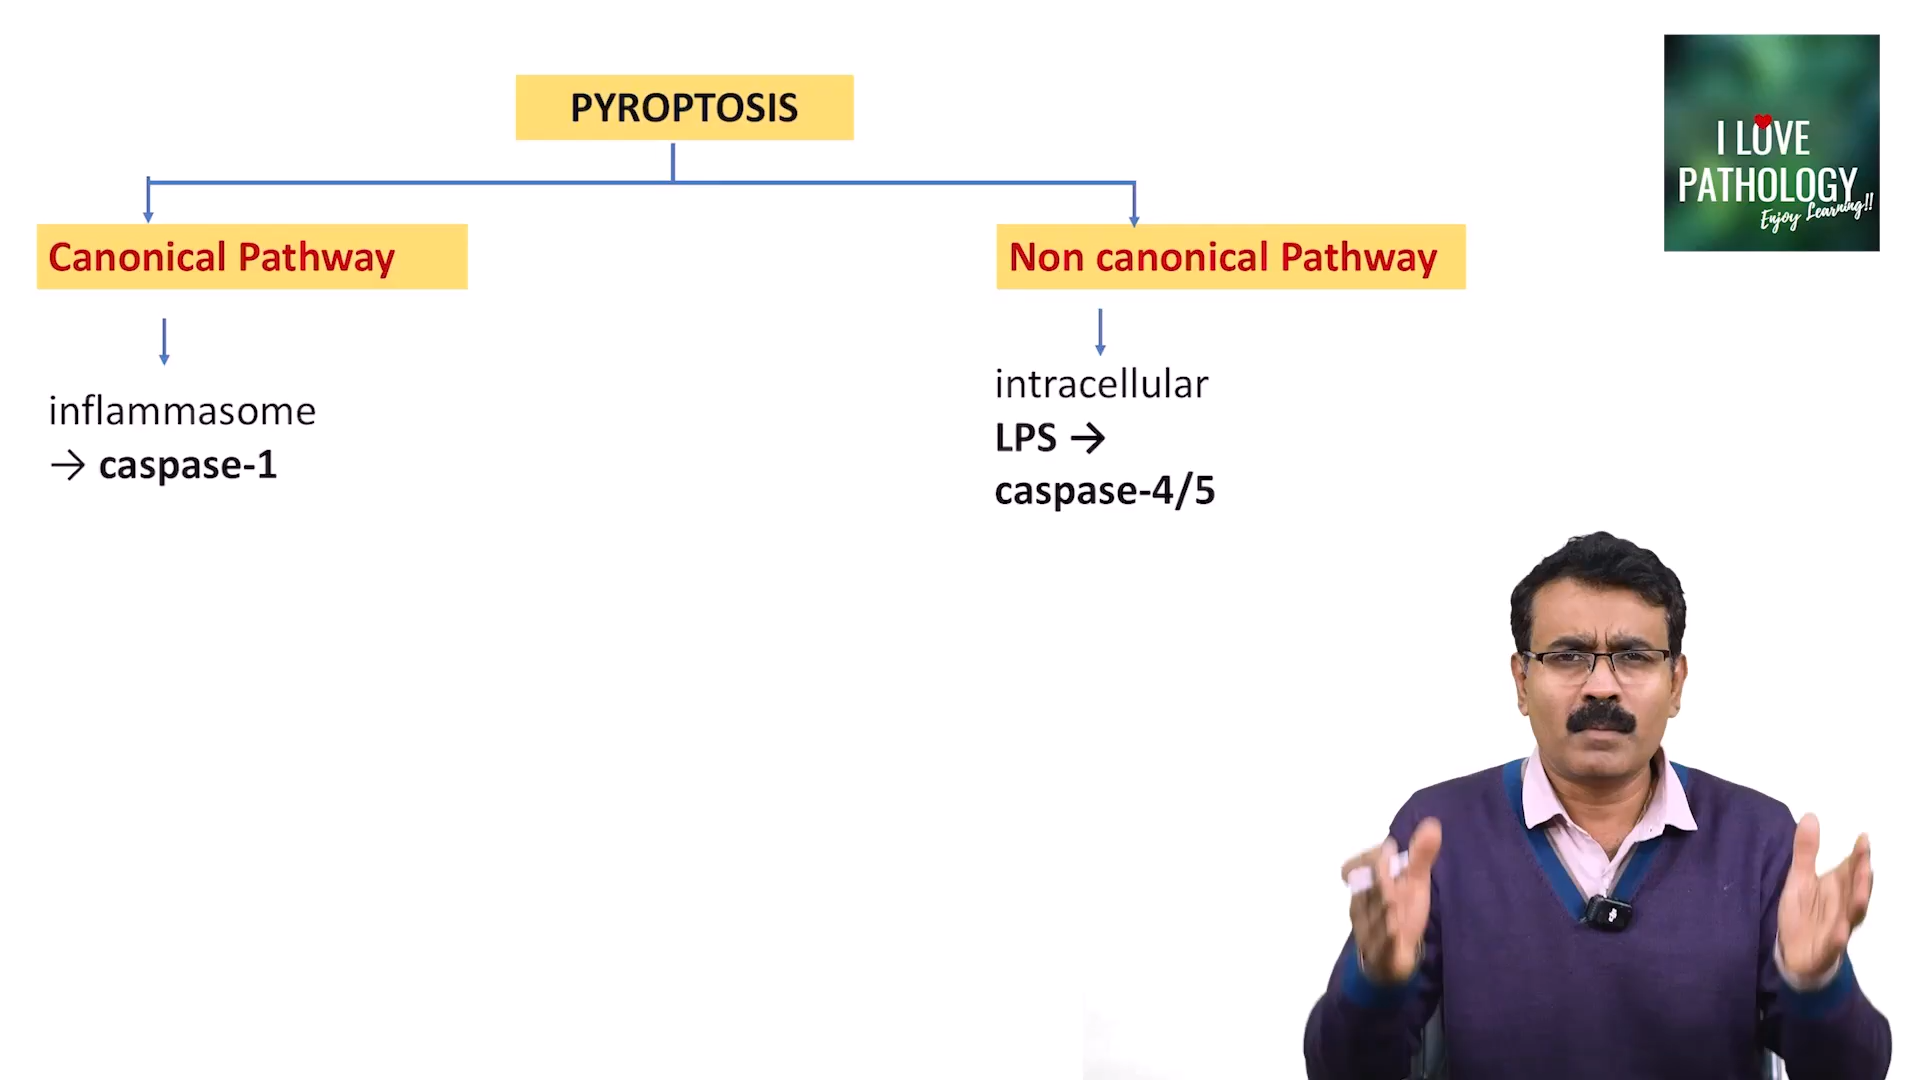 PYROPTOSIS
I LOVE
PATHOLOGY
Enjoy Learning!!
Canonical Pathway
Non canonical Pathway
inflammasome
→ caspase-1
intracellular
LPS →
caspase-4/5